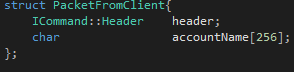 struct PacketFromClient{
ICommand::Header header;
char accountName[256];
};